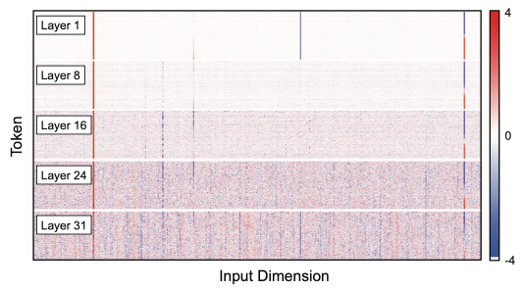 Layer 1
Layer 8
Layer 16
Layer 24
Layer 31
Token
Input Dimension
4
0
-4